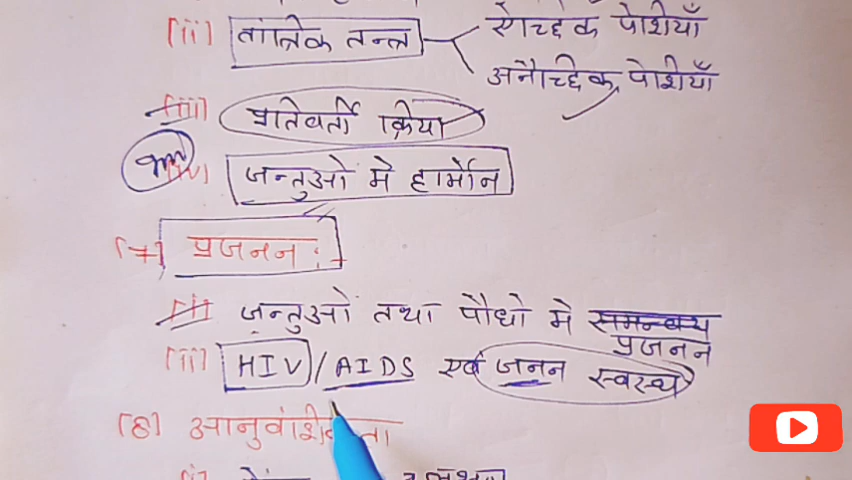 (ii) तांत्रिक तन्त्र ऐच्छिक पेशियाँ
अनैच्छिक पेशियाँ
(iii) प्रतिवर्ती क्रिया
जन्तुओ मे हार्मोन
(7) प्रजनन :-
(i) जन्तुओ तथा पौधो मे समन्वय
प्रजनन
(ii) HIV / AIDS एवं जनन स्वस्थ्य
(8) आनुवांशिकता
(i)